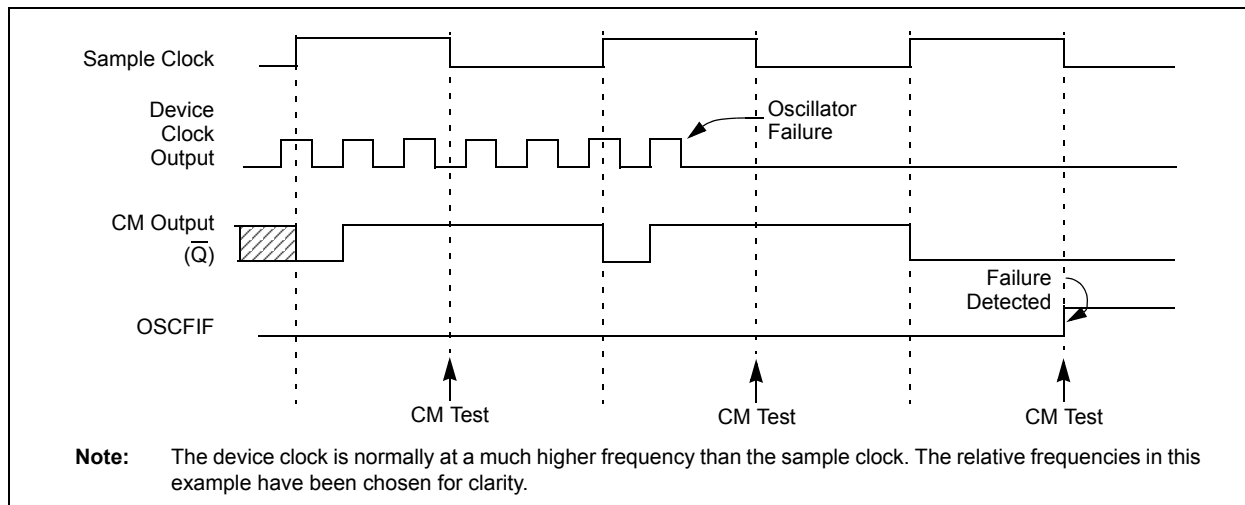 Sample Clock
Device
Clock
Output
Oscillator
Failure
CM Output
(Q̅)
Failure
Detected
OSCFIF
CM Test
CM Test
CM Test
Note: The device clock is normally at a much higher frequency than the sample clock. The relative frequencies in this
example have been chosen for clarity.